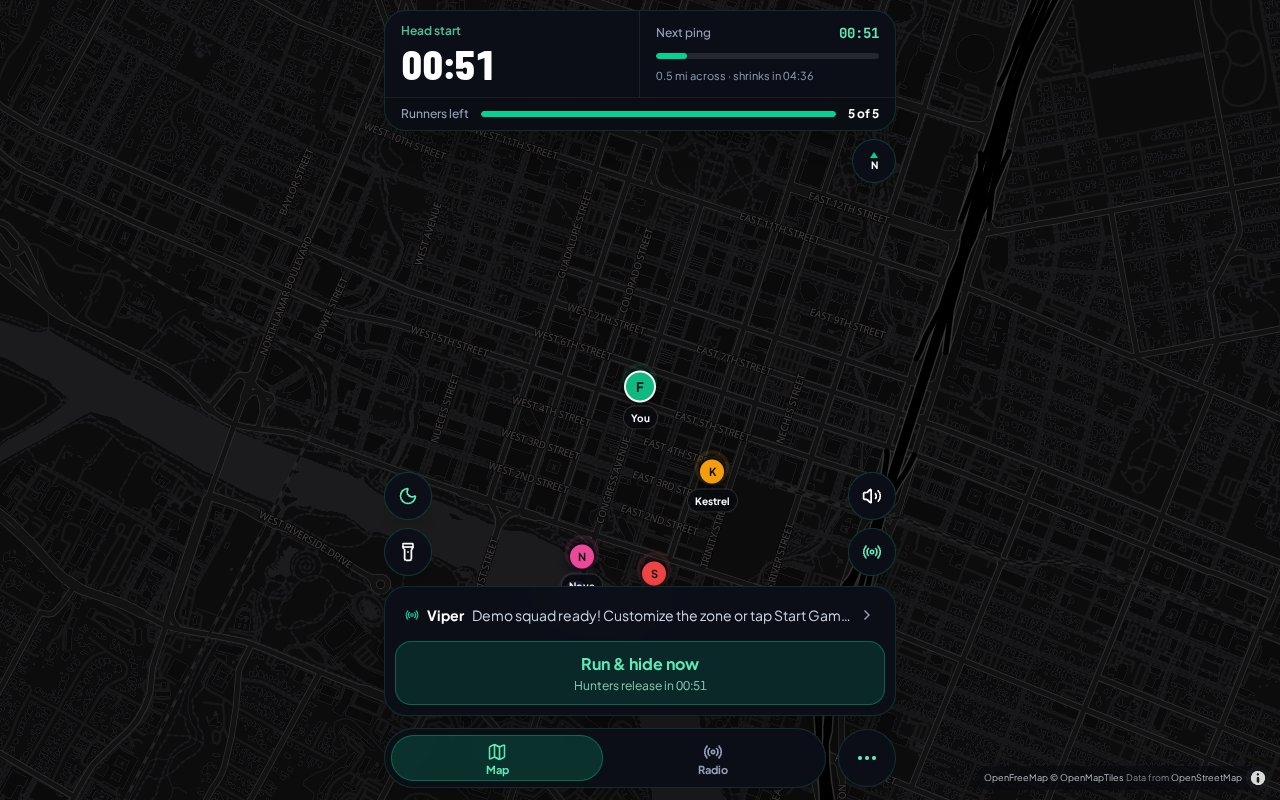 Head start
00:51
Next ping
00:51
0.5 mi across · shrinks in 04:36
Runners left
5 of 5
N
WEST 10TH STREET
WEST 11TH STREET
BAYLOR STREET
EAST 12TH STREET
WEST AVENUE
GUADALUPE STREET
EAST 11TH STREET
COLORADO STREET
NORTH LAMAR BOULEVARD
BOWIE STREET
WEST 7TH STREET
EAST 9TH STREET
WEST 5TH STREET
WEST 6TH STREET
EAST 7TH STREET
F
You
NUECES STREET
WEST 4TH STREET
EAST 5TH STREET
NECHES STREET
WEST 3RD STREET
EAST 4TH STREET
K
Kestrel
WEST 2ND STREET
EAST 3RD ST
CONGRESS AVENUE
EAST 2ND STREET
TRINITY STREET
WEST RIVERSIDE DRIVE
RIVER STREET
N
Nova
S
Viper Demo squad ready! Customize the zone or tap Start Gam...
Run & hide now
Hunters release in 00:51
Map
Radio
OpenFreeMap © OpenMapTiles Data from OpenStreetMap